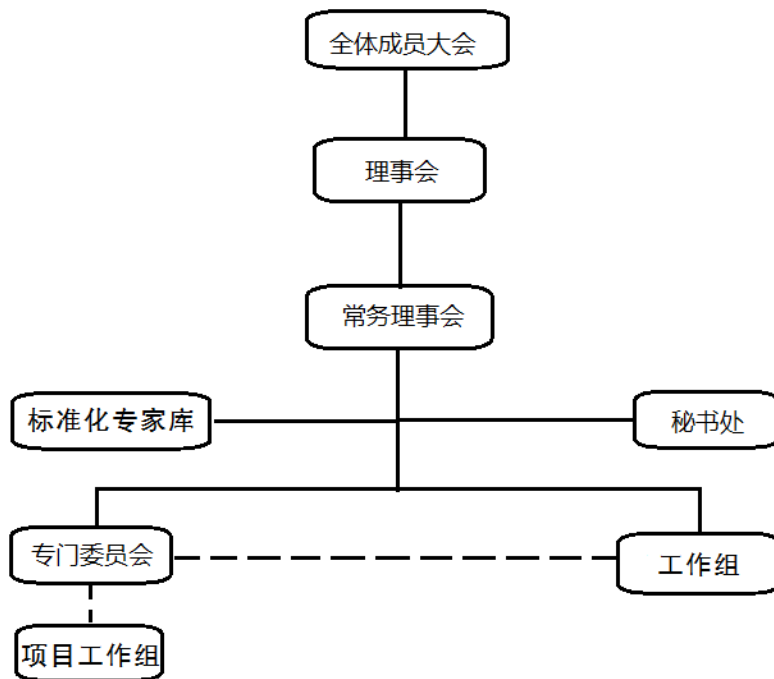 全体成员大会
理事会
常务理事会
标准化专家库
秘书处
专门委员会
工作组
项目工作组